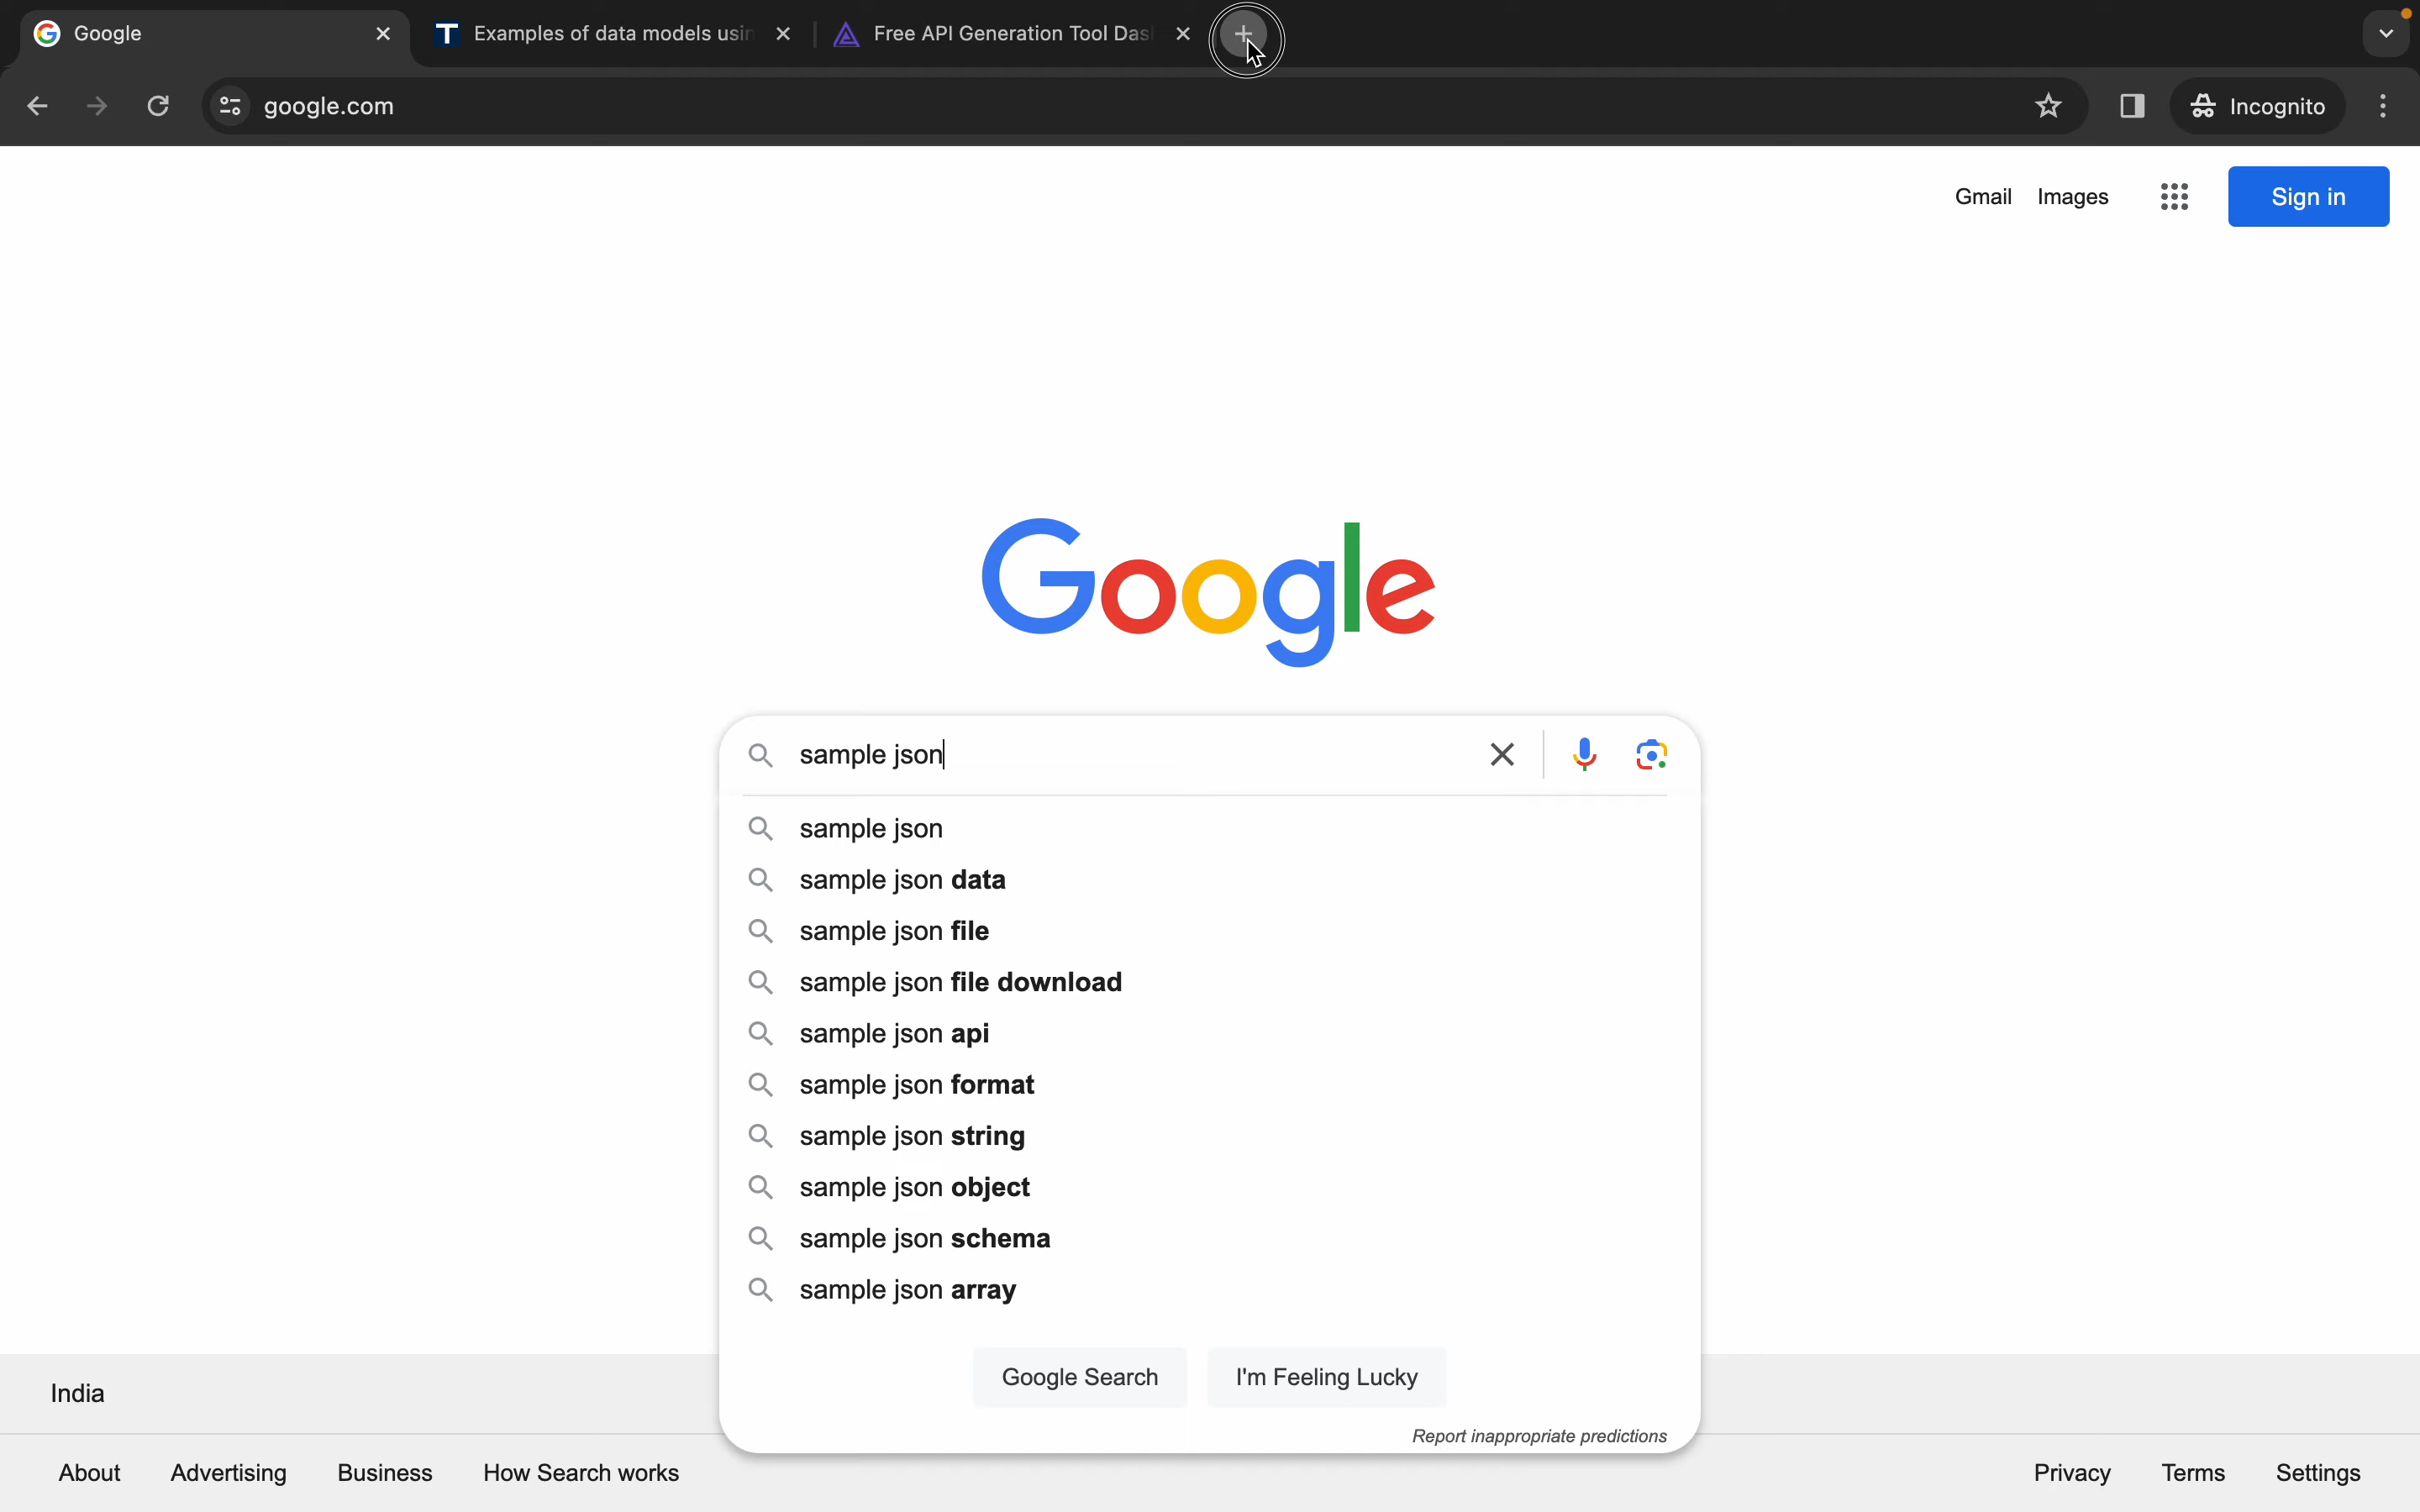 Google
Examples of data models usin
Free API Generation Tool Das
google.com
Incognito
Gmail Images
Sign in
Google
sample json
sample json
sample json data
sample json file
sample json file download
sample json api
sample json format
sample json string
sample json object
sample json schema
sample json array
Google Search I'm Feeling Lucky
Report inappropriate predictions
India
About Advertising Business How Search works Privacy Terms Settings